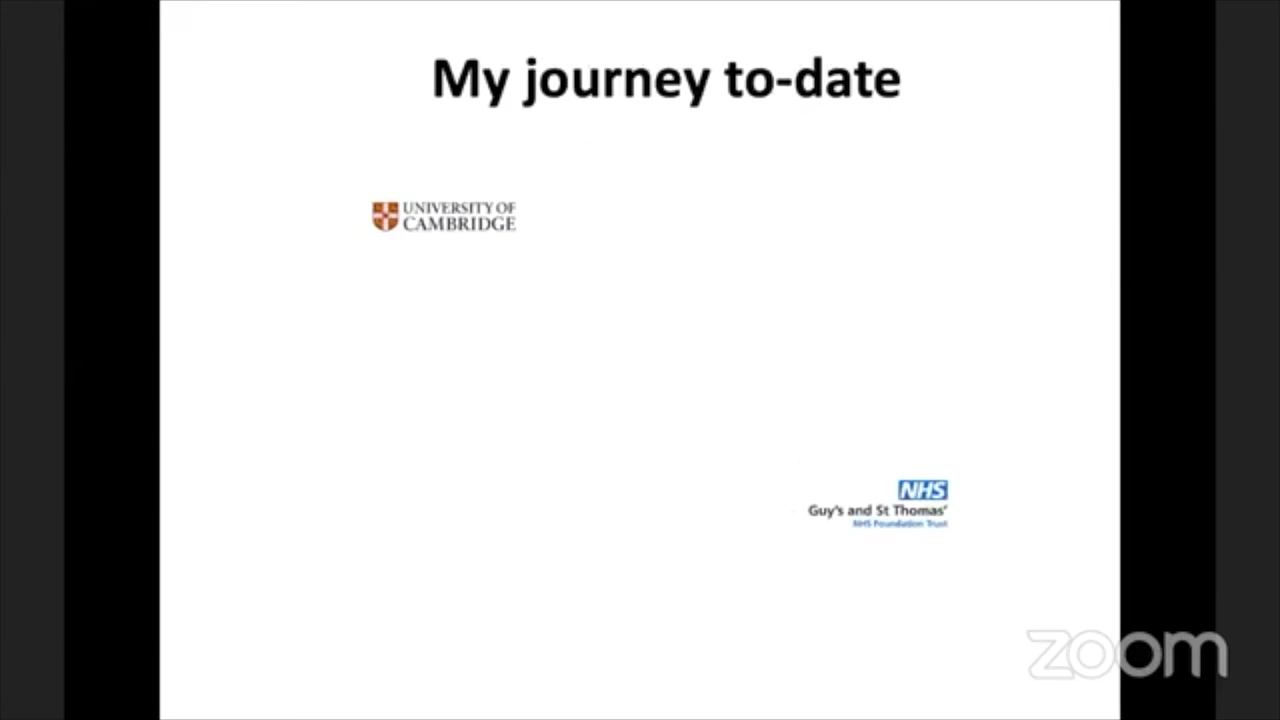 My journey to-date
UNIVERSITY OF
CAMBRIDGE
NHS
Guy's and St Thomas'
NHS Foundation Trust
zoom